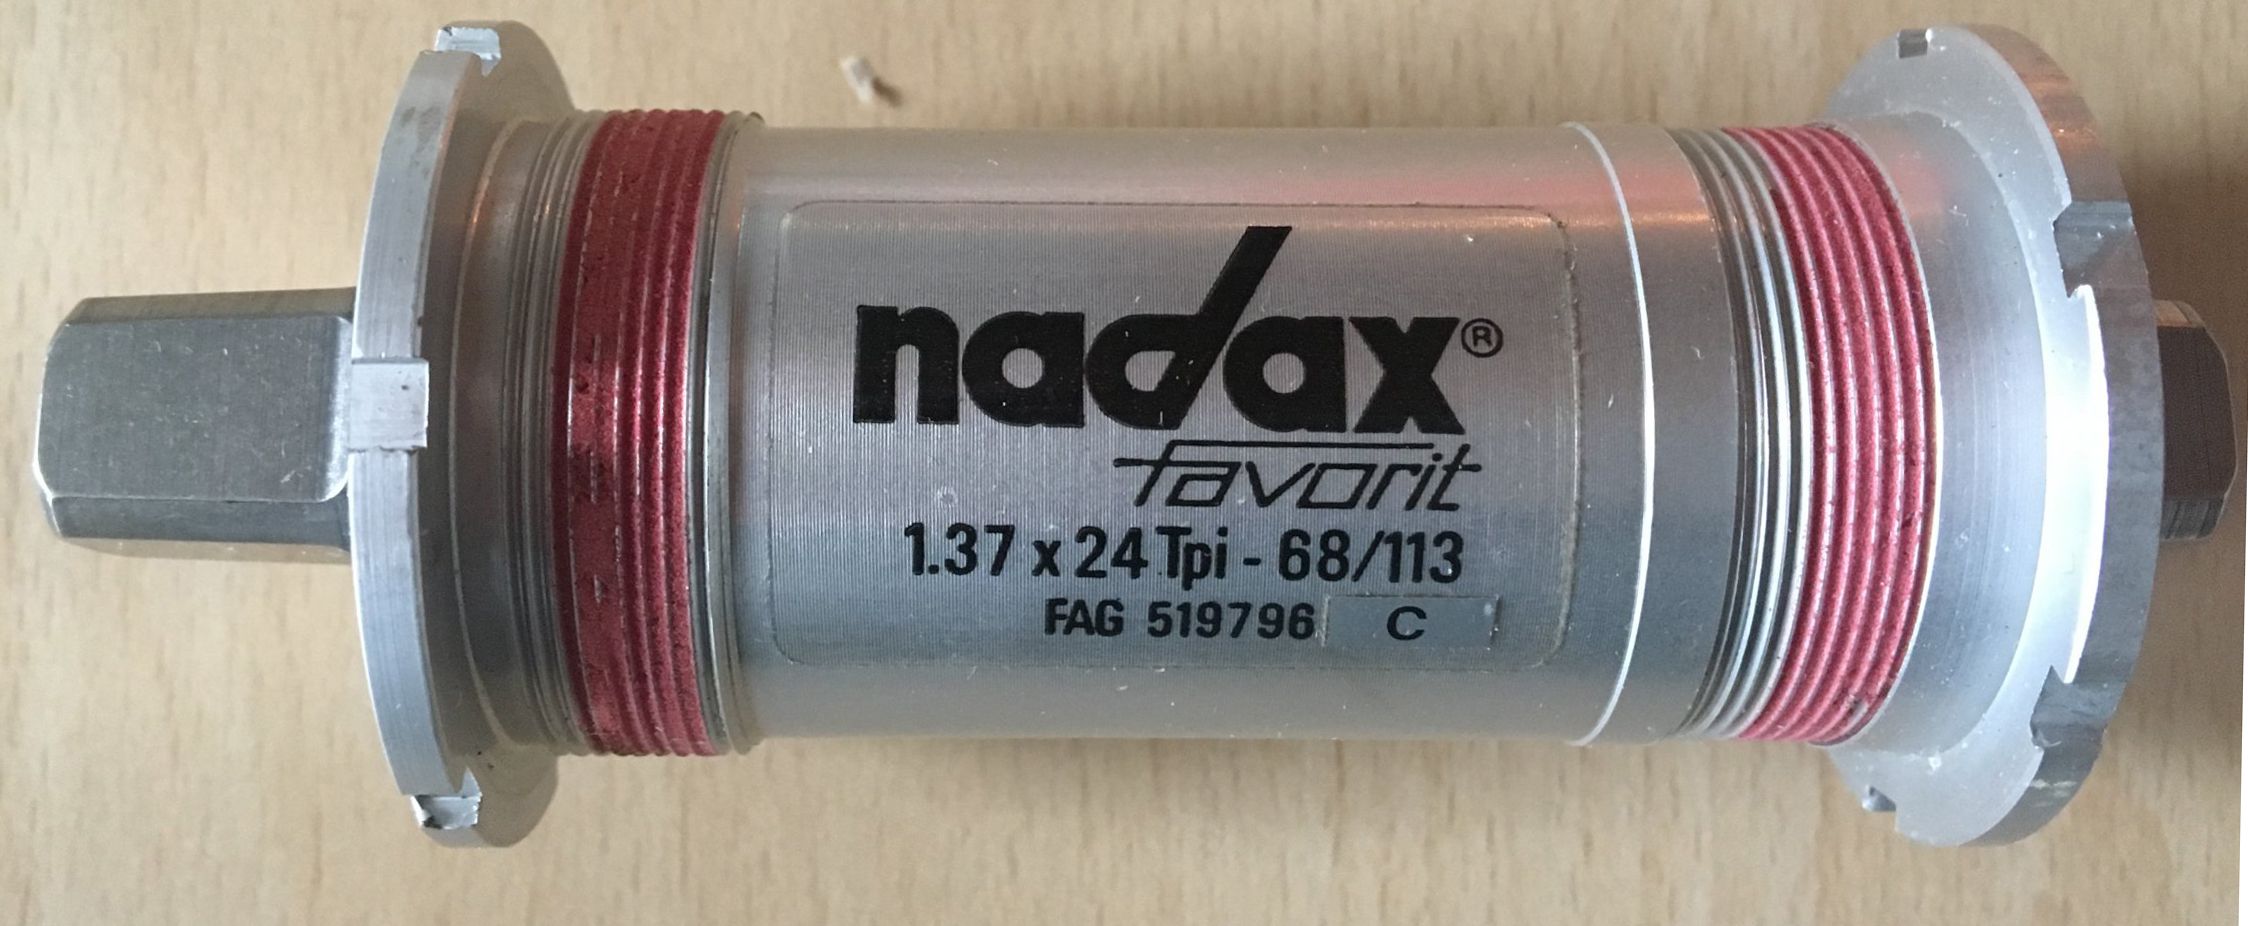 nadax®
favorit
1.37 x 24 Tpi - 68/113
FAG 519796 C